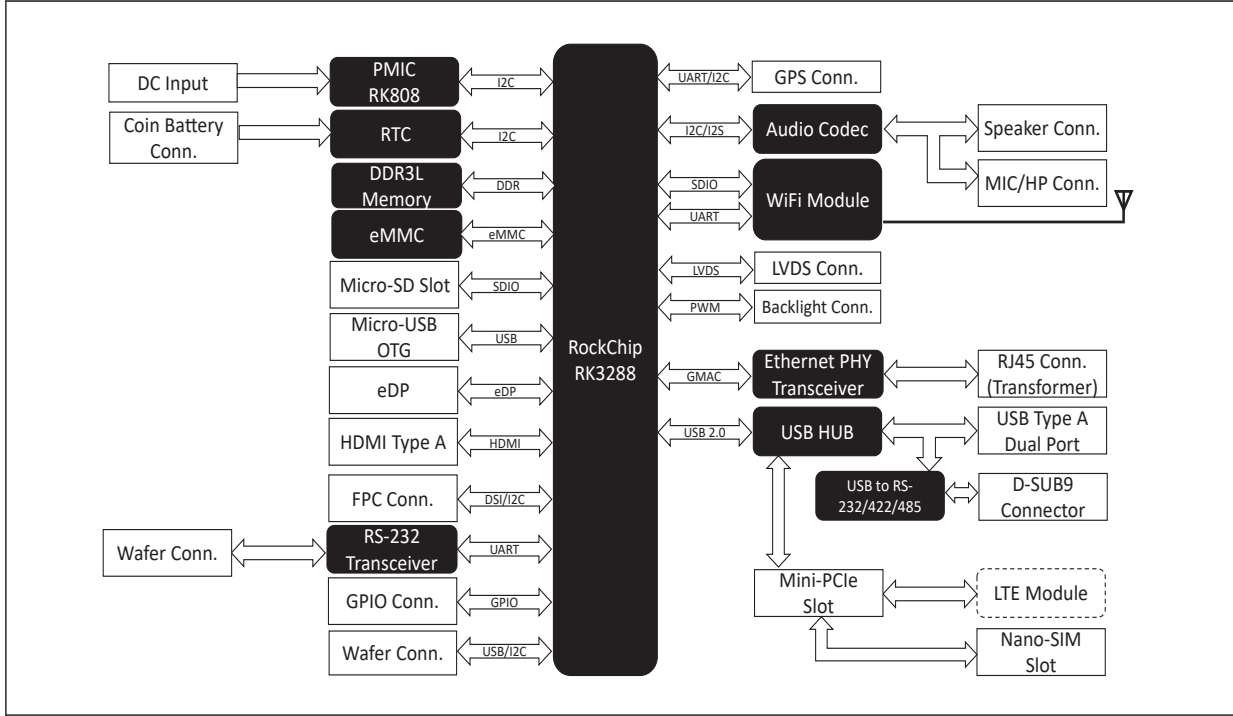 DC Input
PMIC
RK808
I2C
Coin Battery
Conn.
RTC
I2C
DDR3L
Memory
DDR
eMMC
eMMC
Micro-SD Slot
SDIO
Micro-USB
OTG
USB
eDP
eDP
HDMI Type A
HDMI
FPC Conn.
DSI/I2C
Wafer Conn.
RS-232
Transceiver
UART
GPIO Conn.
GPIO
Wafer Conn.
USB/I2C
RockChip
RK3288
UART/I2C
GPS Conn.
I2C/I2S
Audio Codec
Speaker Conn.
MIC/HP Conn.
SDIO
UART
WiFi Module
LVDS
LVDS Conn.
PWM
Backlight Conn.
GMAC
Ethernet PHY
Transceiver
RJ45 Conn.
(Transformer)
USB 2.0
USB HUB
USB Type A
Dual Port
USB to RS-
232/422/485
D-SUB9
Connector
Mini-PCIe
Slot
LTE Module
Nano-SIM
Slot